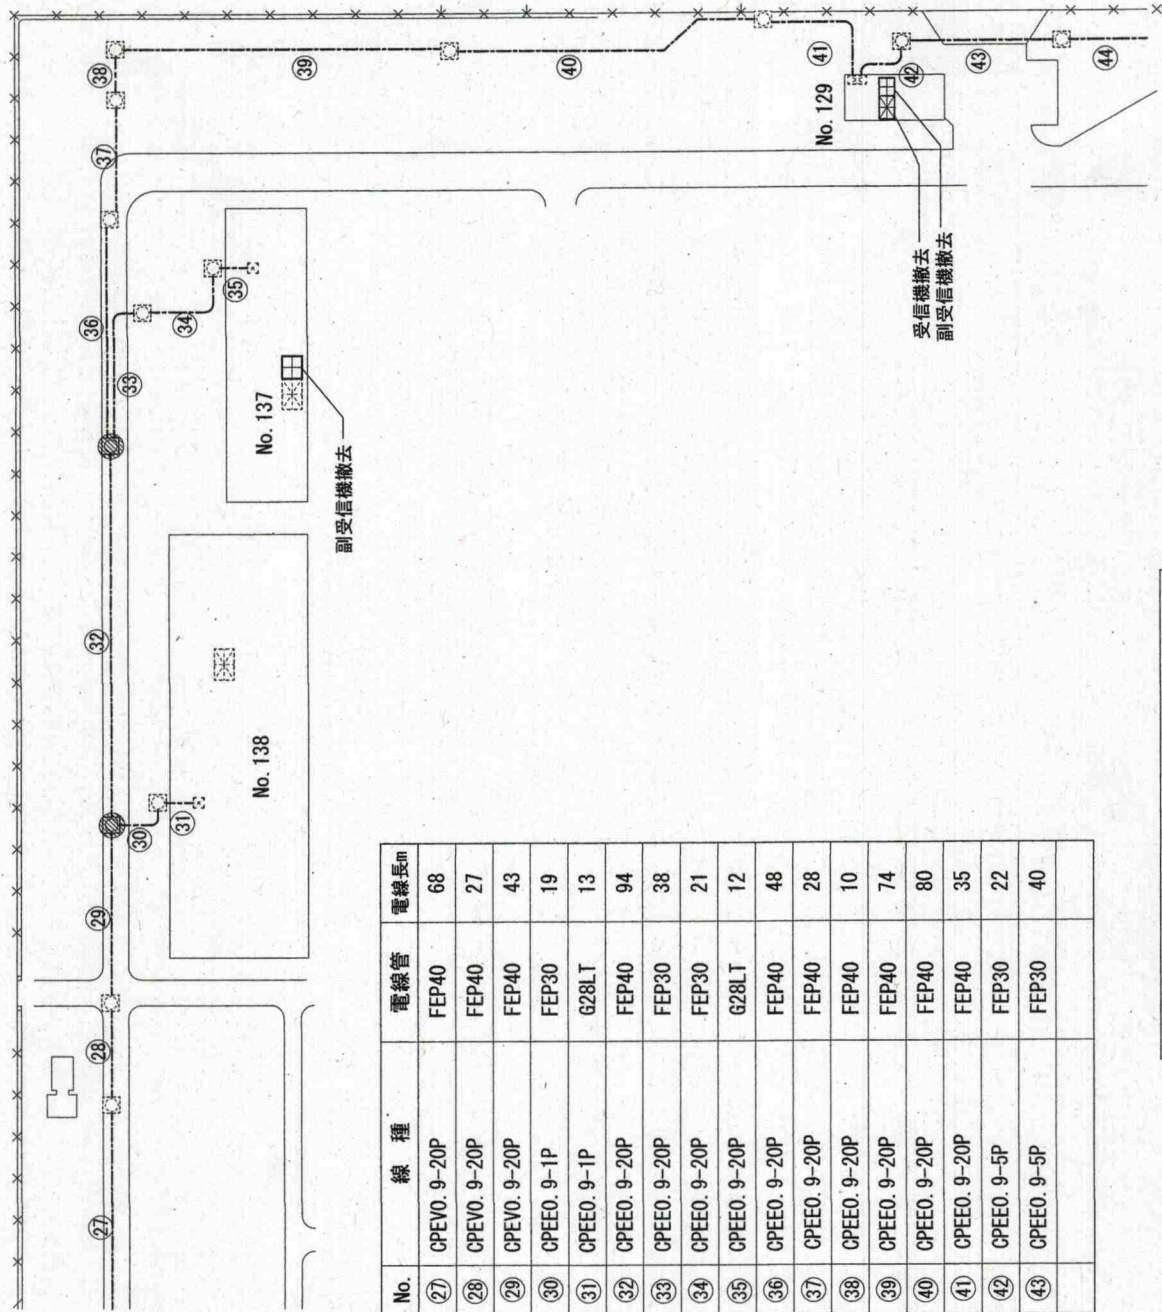 ㊳
㊴
㊵
㊶
㊷
㊸
㊹
㊲
No. 129
受信機撤去
副受信機撤去
㊱
㉝
㉞
㉟
No. 137
副受信機撤去
㉜
No. 138
㉚
㉛
㉙
㉘
㉗
No. 線 種 電線管 電線長m
㉗ CPEV0. 9-20P FEP40 68
㉘ CPEV0. 9-20P FEP40 27
㉙ CPEV0. 9-20P FEP40 43
㉚ CPEE0. 9-1P FEP30 19
㉛ CPEE0. 9-1P G28LT 13
㉜ CPEE0. 9-20P FEP40 94
㉝ CPEE0. 9-20P FEP30 38
㉞ CPEE0. 9-20P FEP30 21
㉟ CPEE0. 9-20P G28LT 12
㊱ CPEE0. 9-20P FEP40 48
㊲ CPEE0. 9-20P FEP40 28
㊳ CPEE0. 9-20P FEP40 10
㊴ CPEE0. 9-20P FEP40 74
㊵ CPEE0. 9-20P FEP40 80
㊶ CPEE0. 9-20P FEP40 35
㊷ CPEE0. 9-5P FEP30 22
㊸ CPEE0. 9-5P FEP30 40